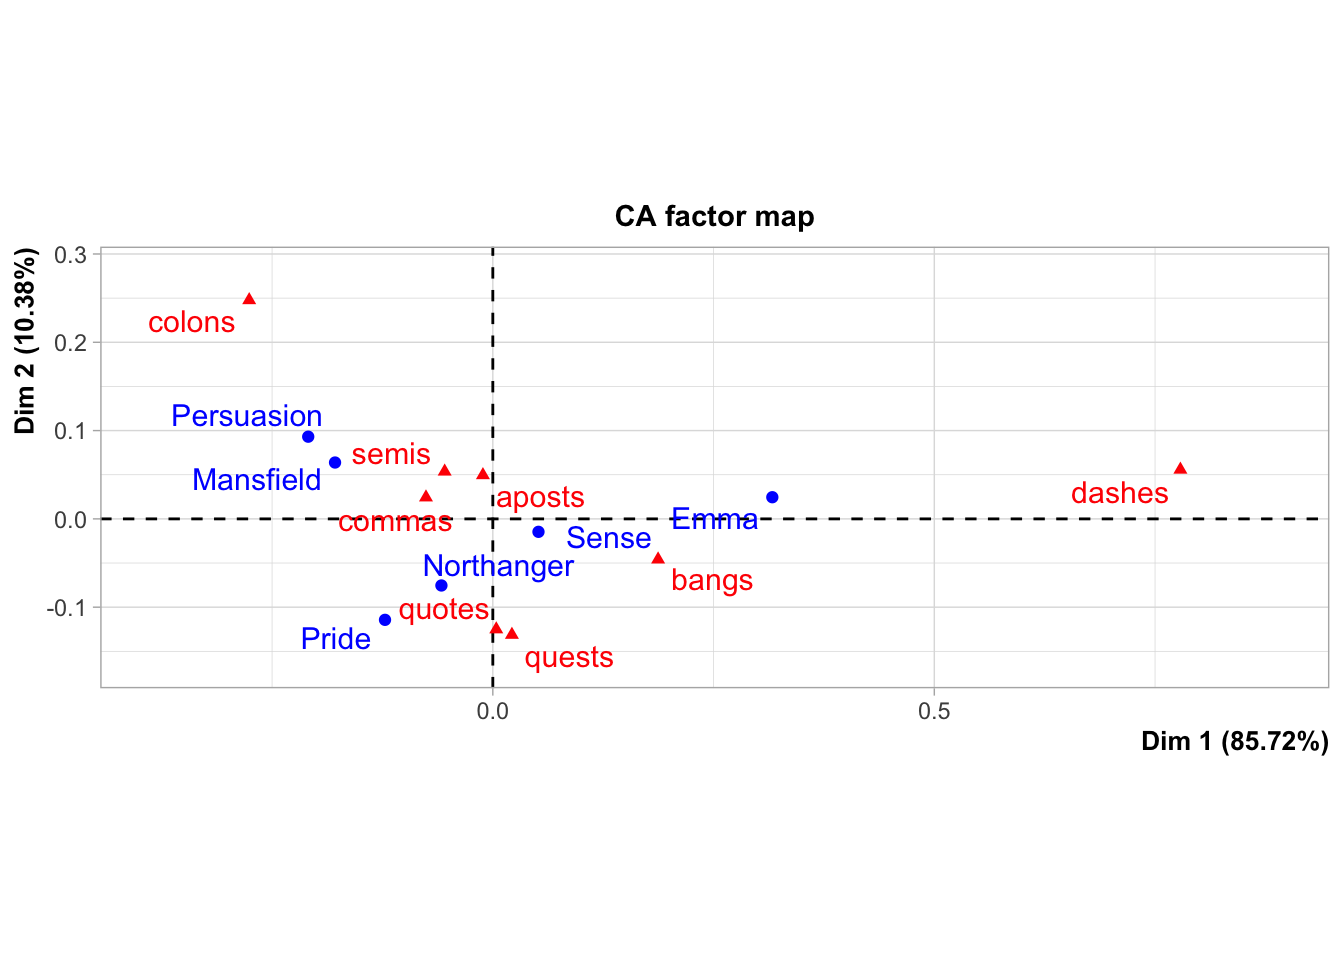 CA factor map
Dim 2 (10.38%)
0.3
0.2
0.1
0.0
-0.1
colons
Persuasion
semis
Mansfield
aposts
dashes
commas
Emma
Sense
Northanger
bangs
quotes
Pride
quests
0.0
0.5
Dim 1 (85.72%)